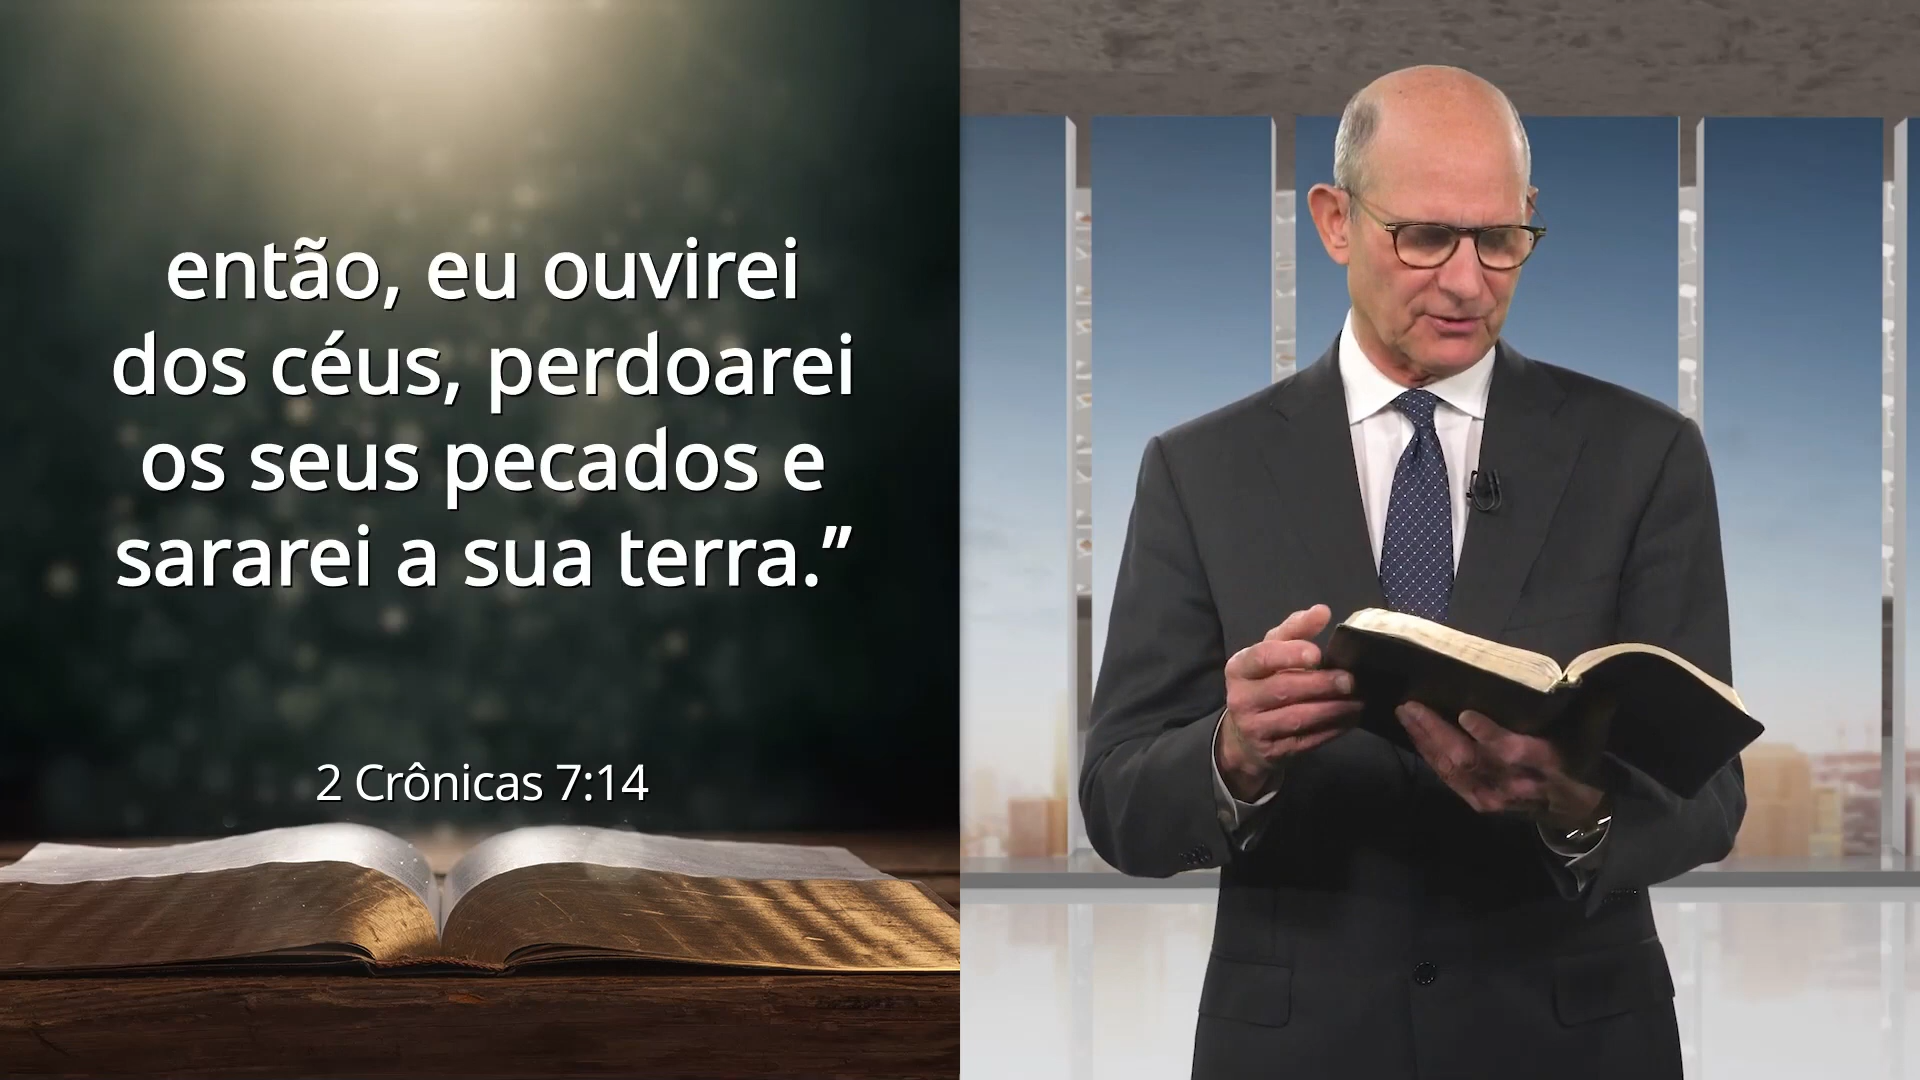 então, eu ouvirei
dos céus, perdoarei
os seus pecados e
sararei a sua terra.”
2 Crônicas 7:14